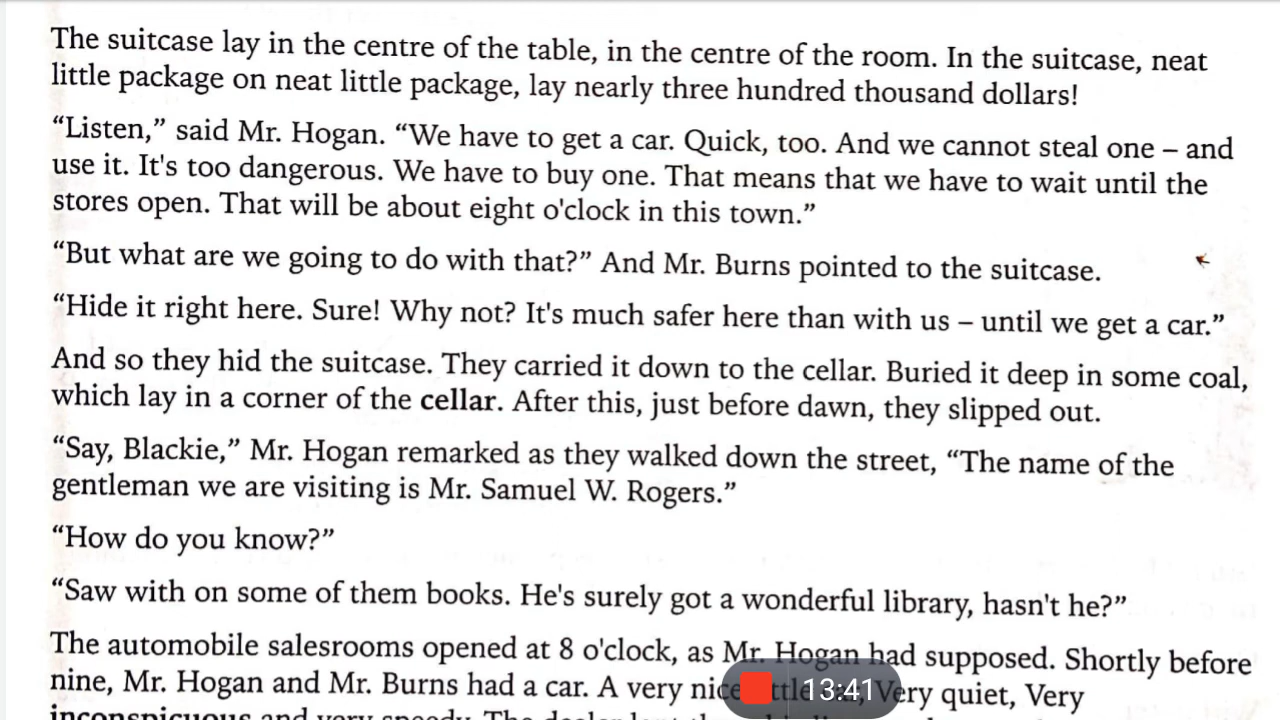 The suitcase lay in the centre of the table, in the centre of the room. In the suitcase, neat
little package on neat little package, lay nearly three hundred thousand dollars!
“Listen,” said Mr. Hogan. “We have to get a car. Quick, too. And we cannot steal one – and
use it. It's too dangerous. We have to buy one. That means that we have to wait until the
stores open. That will be about eight o'clock in this town.”
“But what are we going to do with that?” And Mr. Burns pointed to the suitcase.
“Hide it right here. Sure! Why not? It's much safer here than with us – until we get a car.”
And so they hid the suitcase. They carried it down to the cellar. Buried it deep in some coal,
which lay in a corner of the cellar. After this, just before dawn, they slipped out.
“Say, Blackie,” Mr. Hogan remarked as they walked down the street, “The name of the
gentleman we are visiting is Mr. Samuel W. Rogers.”
“How do you know?”
“Saw with on some of them books. He's surely got a wonderful library, hasn't he?”
The automobile salesrooms opened at 8 o'clock, as Mr. Hogan had supposed. Shortly before
nine, Mr. Hogan and Mr. Burns had a car. A very nice Very quiet, Very
inconspicuous and very speedy. The dealer
13:41